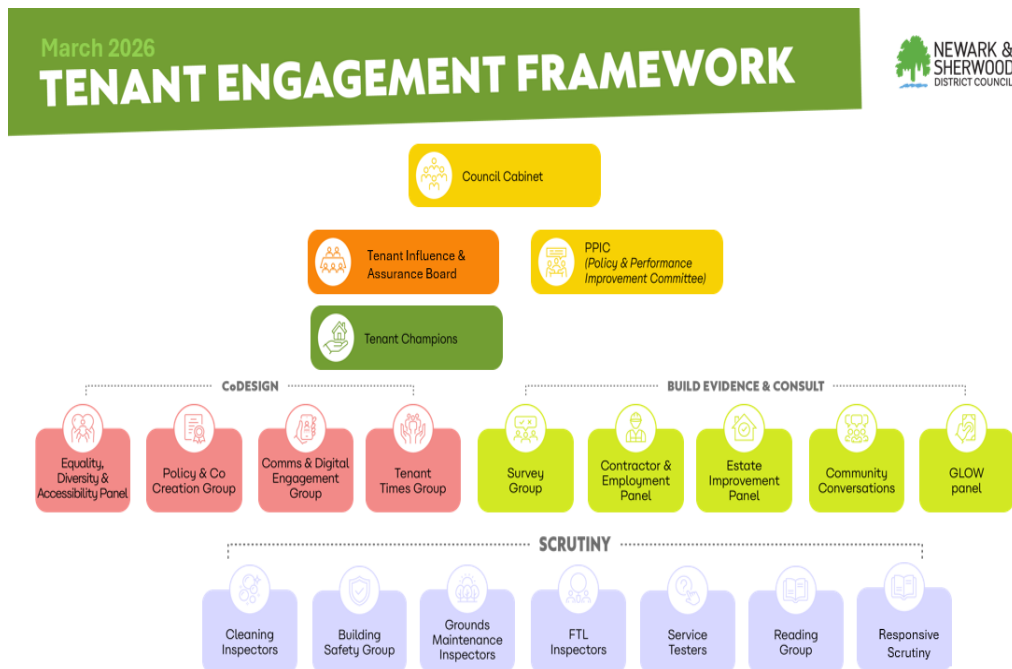 March 2026
TENANT ENGAGEMENT FRAMEWORK
NEWARK &
SHERWOOD
DISTRICT COUNCIL
Council Cabinet
Tenant Influence &
Assurance Board
PPIC
(Policy & Performance
Improvement Committee)
Tenant Champions
CoDESIGN
BUILD EVIDENCE & CONSULT
Equality,
Diversity &
Accessibility Panel
Policy & Co
Creation Group
Comms & Digital
Engagement
Group
Tenant
Times Group
Survey
Group
Contractor &
Employment
Panel
Estate
Improvement
Panel
Community
Conversations
GLOW
panel
SCRUTINY
Cleaning
Inspectors
Building
Safety Group
Grounds
Maintenance
Inspectors
FTL
Inspectors
Service
Testers
Reading
Group
Responsive
Scrutiny